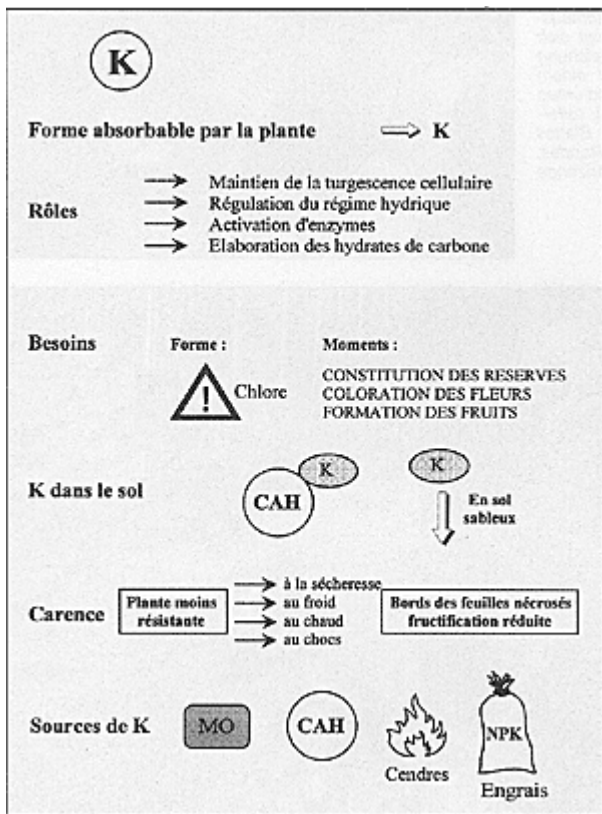 K
Forme absorbable par la plante K
Rôles
Maintien de la turgescence cellulaire
Régulation du régime hydrique
Activation d'enzymes
Elaboration des hydrates de carbone
Besoins
Forme :
! Chlore
Moments :
CONSTITUTION DES RESERVES
COLORATION DES FLEURS
FORMATION DES FRUITS
K dans le sol
CAH K
K
En sol
sableux
Carence
Plante moins
résistante
à la sécheresse
au froid
au chaud
au chocs
Bords des feuilles nécrosés
fructification réduite
Sources de K
MO
CAH
Cendres
NPK
Engrais